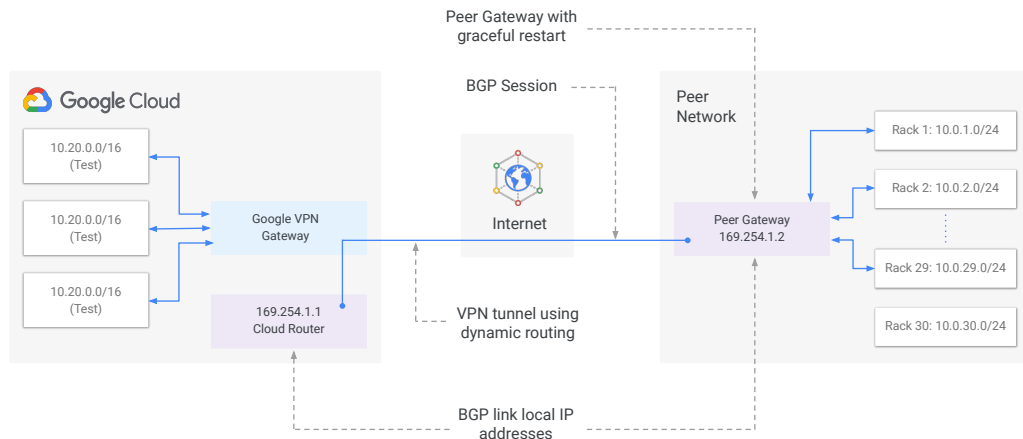 Peer Gateway with
graceful restart
BGP Session
Google Cloud
Peer
Network
10.20.0.0/16
(Test)
10.20.0.0/16
(Test)
10.20.0.0/16
(Test)
Google VPN
Gateway
169.254.1.1
Cloud Router
Internet
VPN tunnel using
dynamic routing
BGP link local IP
addresses
Peer Gateway
169.254.1.2
Rack 1: 10.0.1.0/24
Rack 2: 10.0.2.0/24
Rack 29: 10.0.29.0/24
Rack 30: 10.0.30.0/24